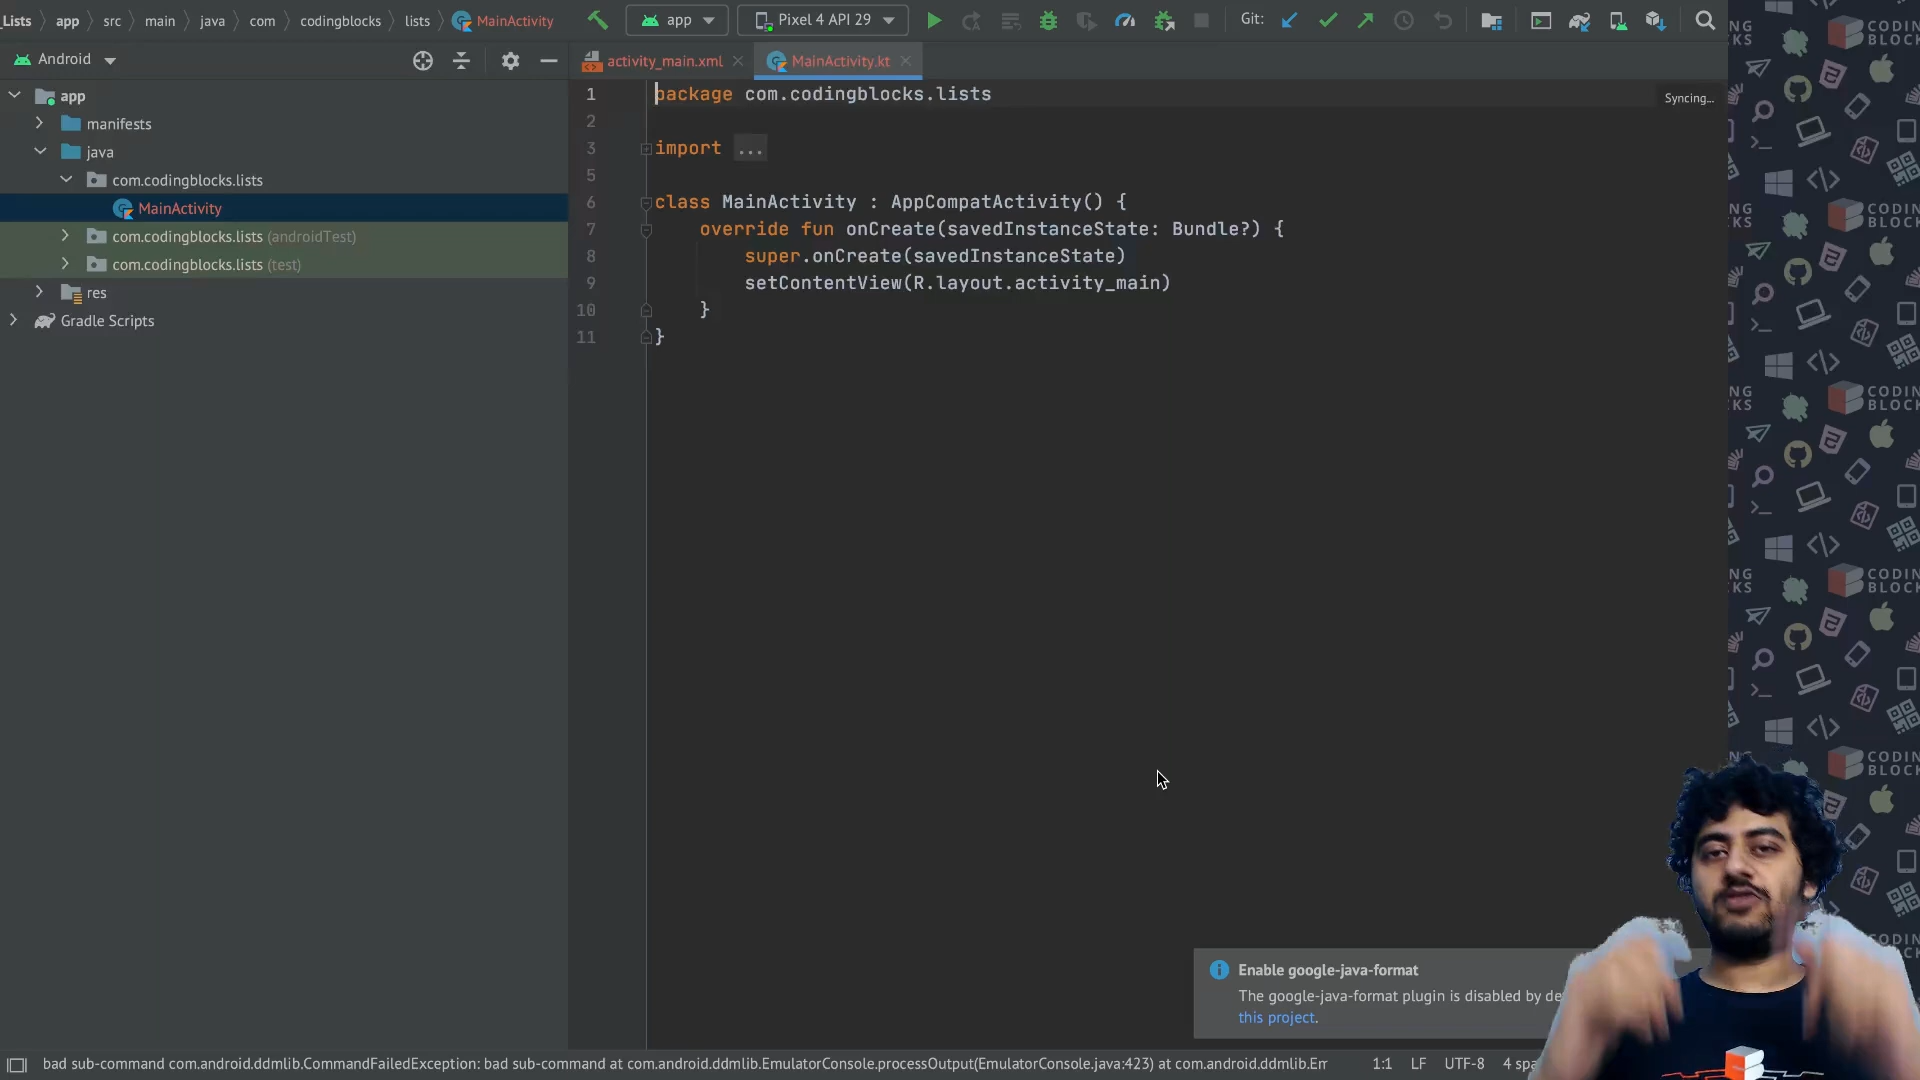 Lists app src main java com codingblocks lists MainActivity app Pixel 4 API 29 Git:
Android
activity_main.xml MainActivity.kt
app
manifests
java
com.codingblocks.lists
MainActivity
com.codingblocks.lists (androidTest)
com.codingblocks.lists (test)
res
Gradle Scripts
1 package com.codingblocks.lists
Syncing...
2
3 import ...
5
6 class MainActivity : AppCompatActivity() {
7 override fun onCreate(savedInstanceState: Bundle?) {
8 super.onCreate(savedInstanceState)
9 setContentView(R.layout.activity_main)
10 }
11 }
Enable google-java-format
The google-java-format plugin is disabled by de
this project.
bad sub-command com.android.ddmlib.CommandFailedException: bad sub-command at com.android.ddmlib.EmulatorConsole.processOutput(EmulatorConsole.java:423) at com.android.ddmlib.Em 1:1 LF UTF-8 4 spa
CODING
BLOCKS